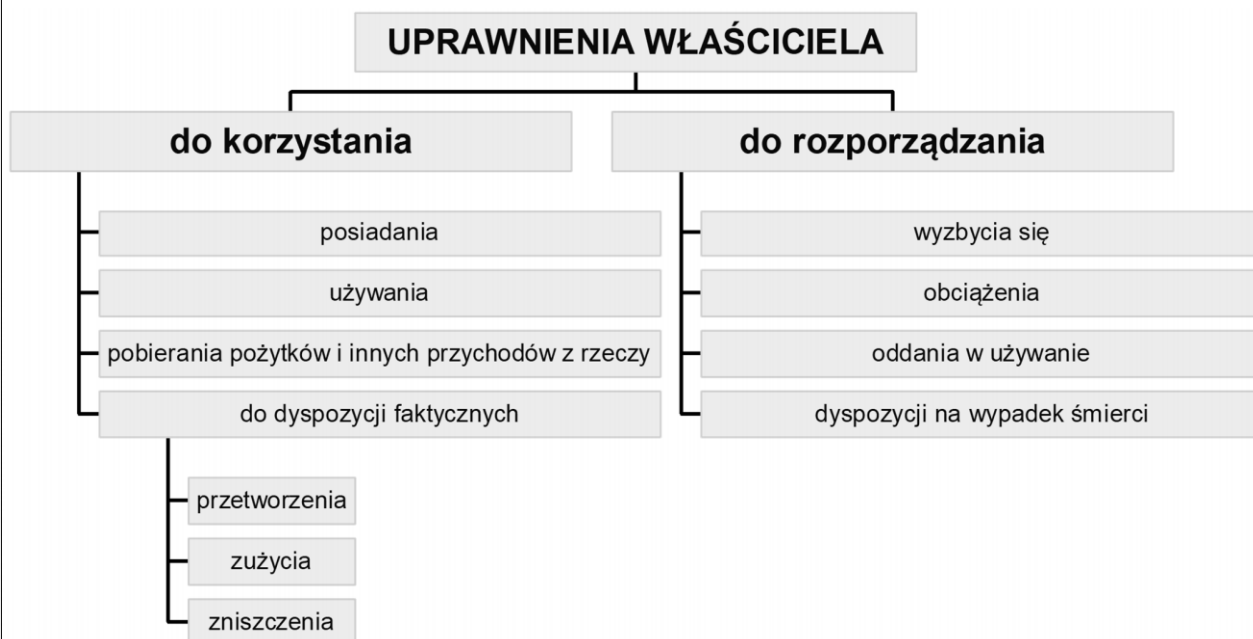 UPRAWNIENIA WŁAŚCICIELA
do korzystania
posiadania
używania
pobierania pożytków i innych przychodów z rzeczy
do dyspozycji faktycznych
przetworzenia
zużycia
zniszczenia
do rozporządzania
wyzbycia się
obciążenia
oddania w używanie
dyspozycji na wypadek śmierci